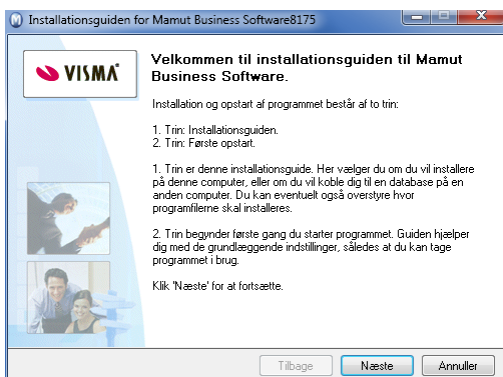 Installationsguiden for Mamut Business Software8175
VISMA
Velkommen til installationsguiden til Mamut
Business Software.
Installation og opstart af programmet består af to trin:
1. Trin: Installationsguiden.
2. Trin: Første opstart.
1. Trin er denne installationsguide. Her vælger du om du vil installere
på denne computer, eller om du vil koble dig til en database på en
anden computer. Du kan eventuelt også overstyre hvor
programfilerne skal installeres.
2. Trin begynder første gang du starter programmet. Guiden hjælper
dig med de grundlæggende indstillinger, således at du kan tage
programmet i brug.
Klik 'Næste' for at fortsætte.
Tilbage
Næste
Annuller